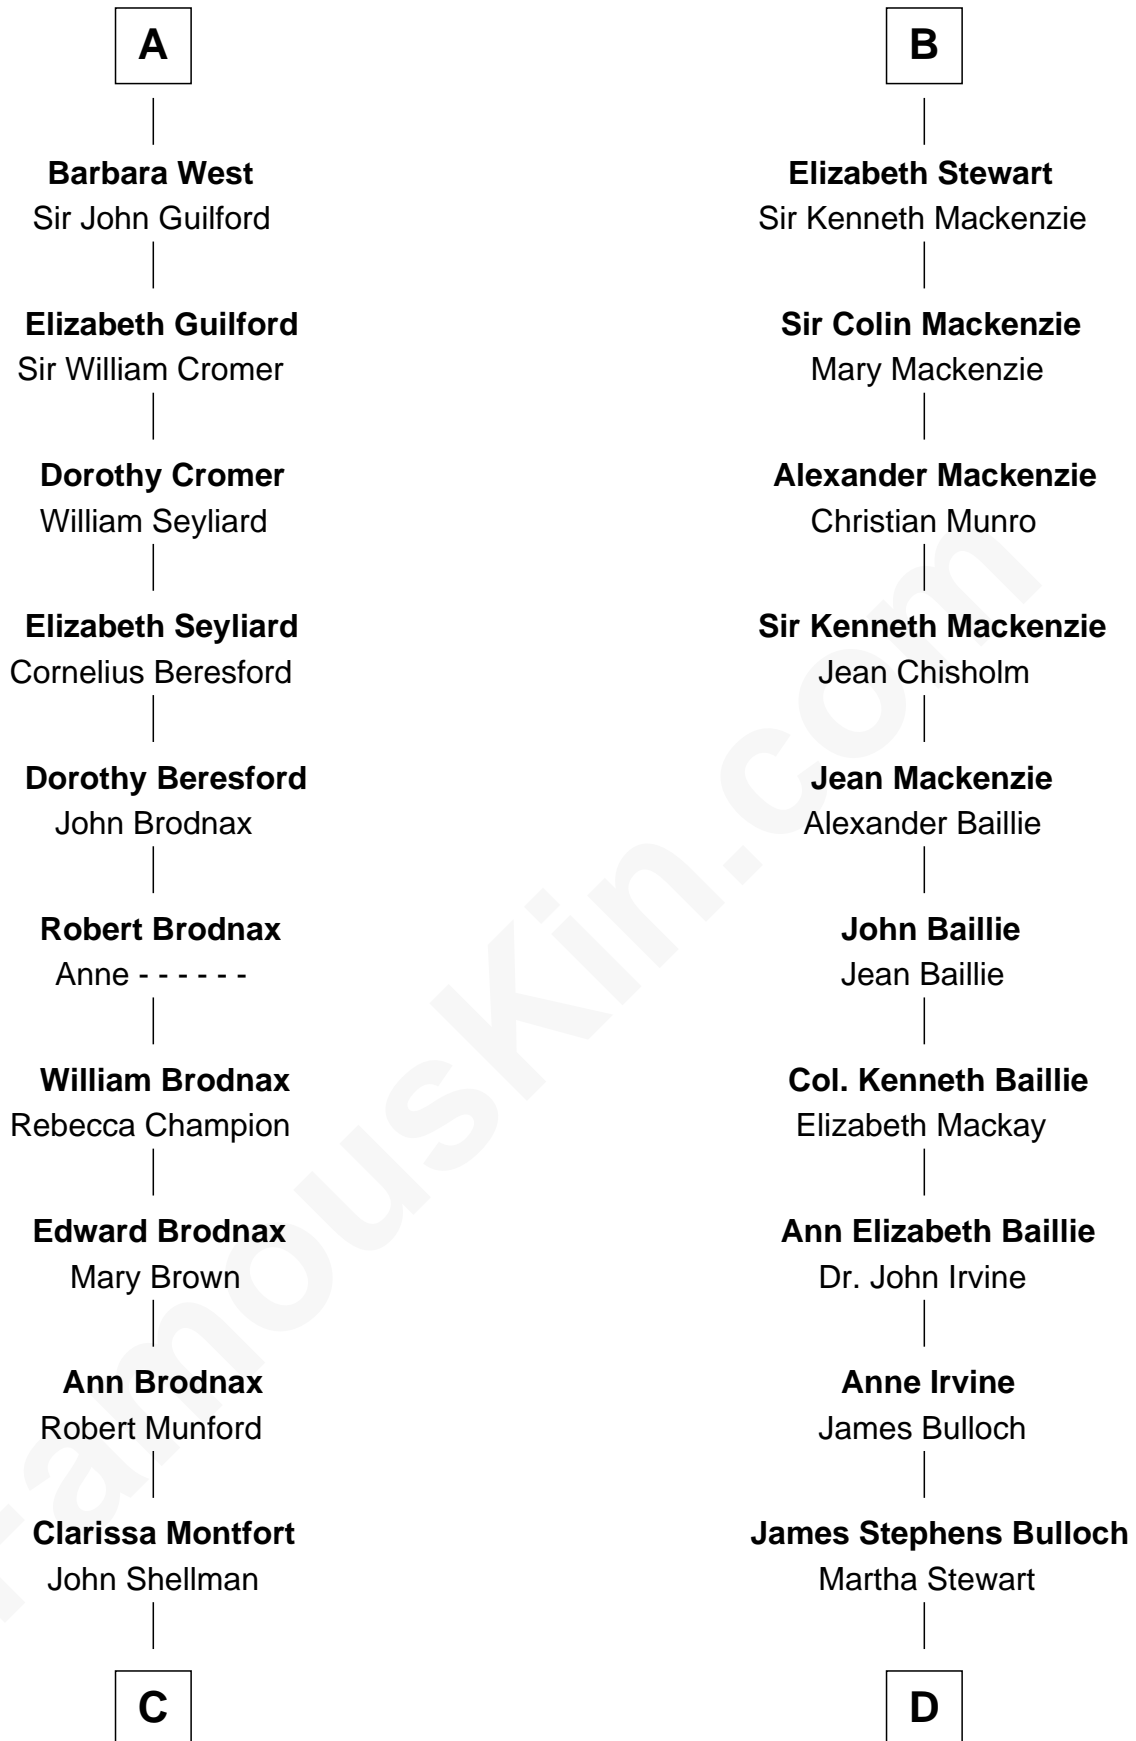 A
Barbara West
Sir John Guilford
Elizabeth Guilford
Sir William Cromer
Dorothy Cromer
William Seyliard
Elizabeth Seyliard
Cornelius Beresford
Dorothy Beresford
John Brodnax
Robert Brodnax
Anne - - - - - -
William Brodnax
Rebecca Champion
Edward Brodnax
Mary Brown
Ann Brodnax
Robert Munford
Clarissa Montfort
John Shellman
C
B
Elizabeth Stewart
Sir Kenneth Mackenzie
Sir Colin Mackenzie
Mary Mackenzie
Alexander Mackenzie
Christian Munro
Sir Kenneth Mackenzie
Jean Chisholm
Jean Mackenzie
Alexander Baillie
John Baillie
Jean Baillie
Col. Kenneth Baillie
Elizabeth Mackay
Ann Elizabeth Baillie
Dr. John Irvine
Anne Irvine
James Bulloch
James Stephens Bulloch
Martha Stewart
D
FamousKin.com